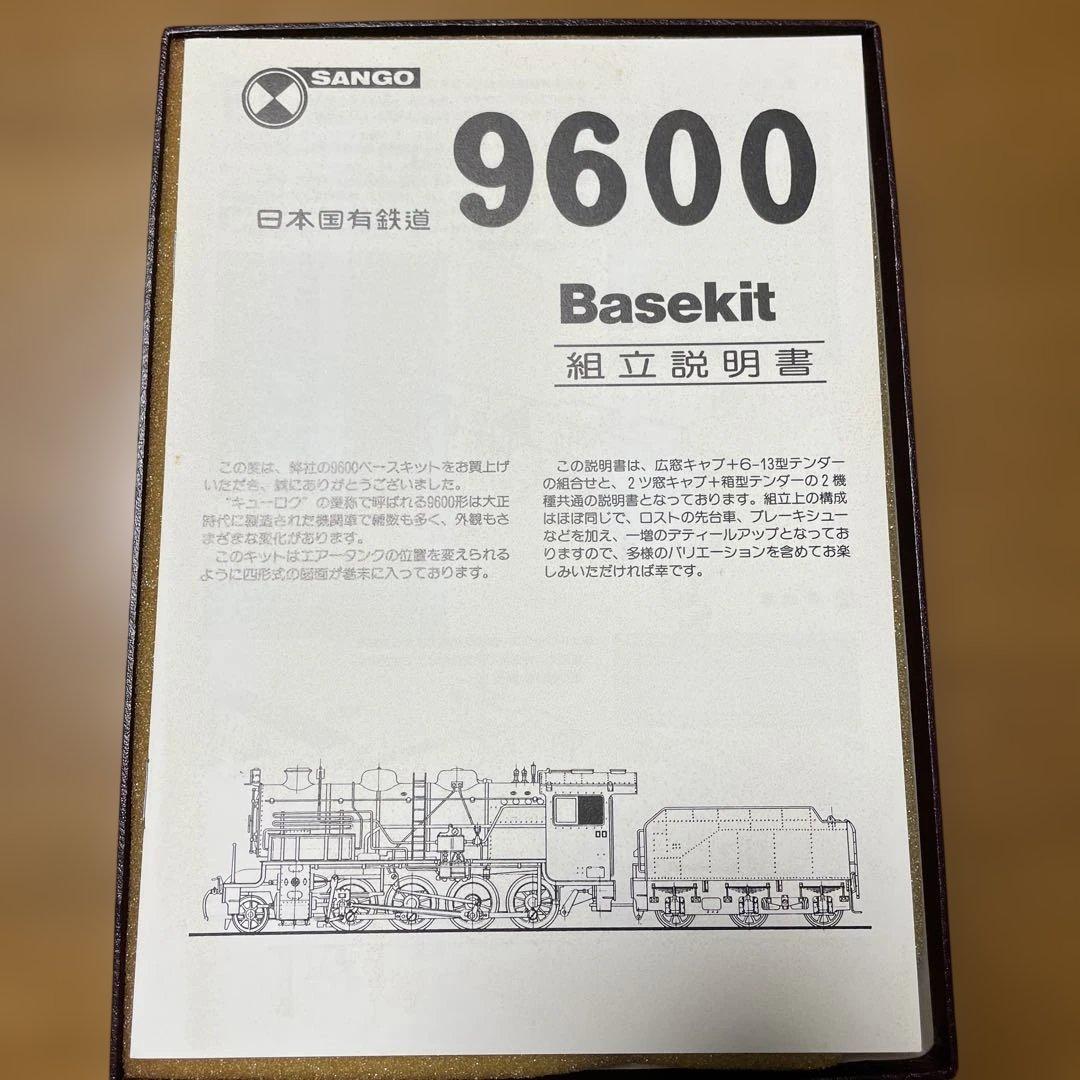 SANGO
9600
日本国有鉄道
Basekit
組立説明書
この度は、弊社の9600ベースキットをお買上げ
いただき、誠にありがとうございました。
"キューロク"の愛称で呼ばれる9600形は大正
時代に製造された機関車で種数も多く、外観もさ
まざまな変化があります。
このキットはエアータンクの位置を変えられる
ように四形式の図面が巻末に入っております。
この説明書は、広窓キャブ+6-13型テンダー
の組合せと、2ツ窓キャブ+箱型テンダーの2機
種共通の説明書となっております。組立上の構成
はほぼ同じで、ロストの先台車、ブレーキシュー
などを加え、一増のディティールアップとなってお
りますので、多様のバリエーションを含めてお楽
しみいただければ幸です。